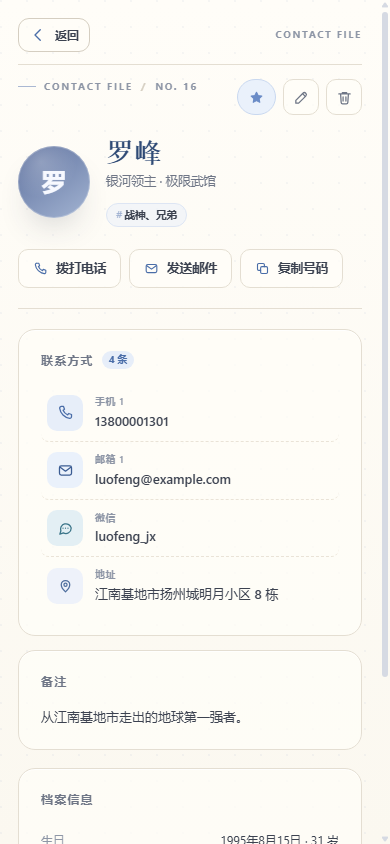 返回
CONTACT FILE
CONTACT FILE / NO. 16
罗
罗峰
银河领主 · 极限武馆
#战神、兄弟
拨打电话
发送邮件
复制号码
联系方式 4 条
手机 1
13800001301
邮箱 1
luofeng@example.com
微信
luofeng_jx
地址
江南基地市扬州城明月小区 8 栋
备注
从江南基地市走出的地球第一强者。
档案信息
生日 1995年8月15日 · 31 岁